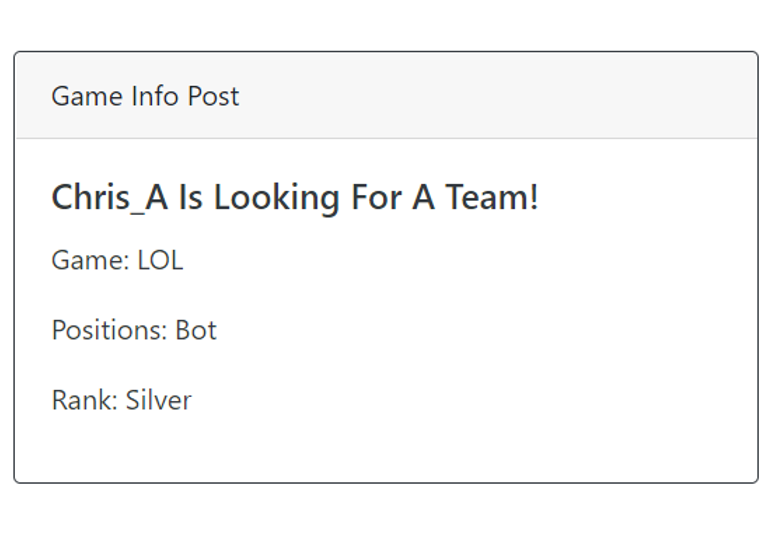 Game Info Post
Chris_A Is Looking For A Team!
Game: LOL
Positions: Bot
Rank: Silver